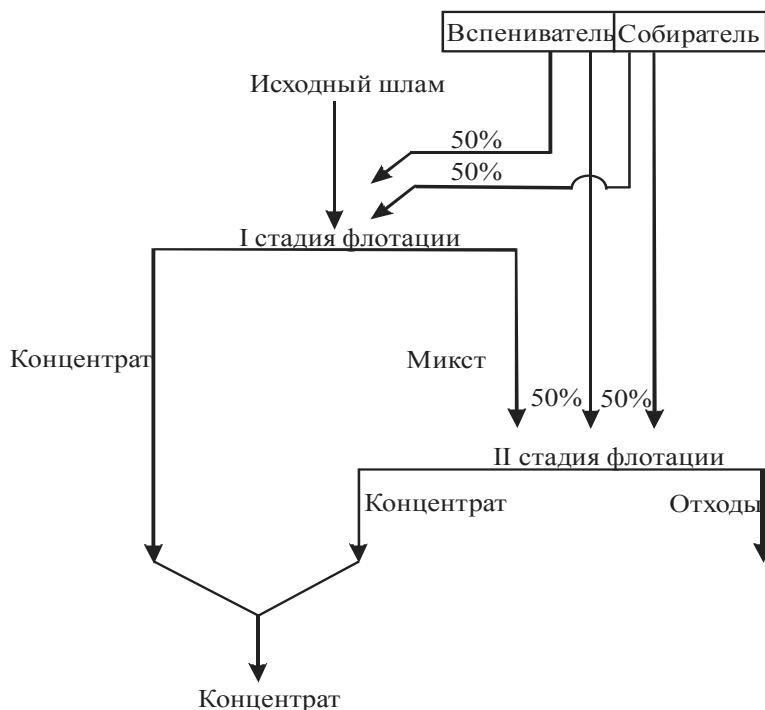 Вспениватель Собиратель
Исходный шлам
50%
50%
I стадия флотации
Концентрат
Микст
50% 50%
II стадия флотации
Концентрат
Отходы
Концентрат